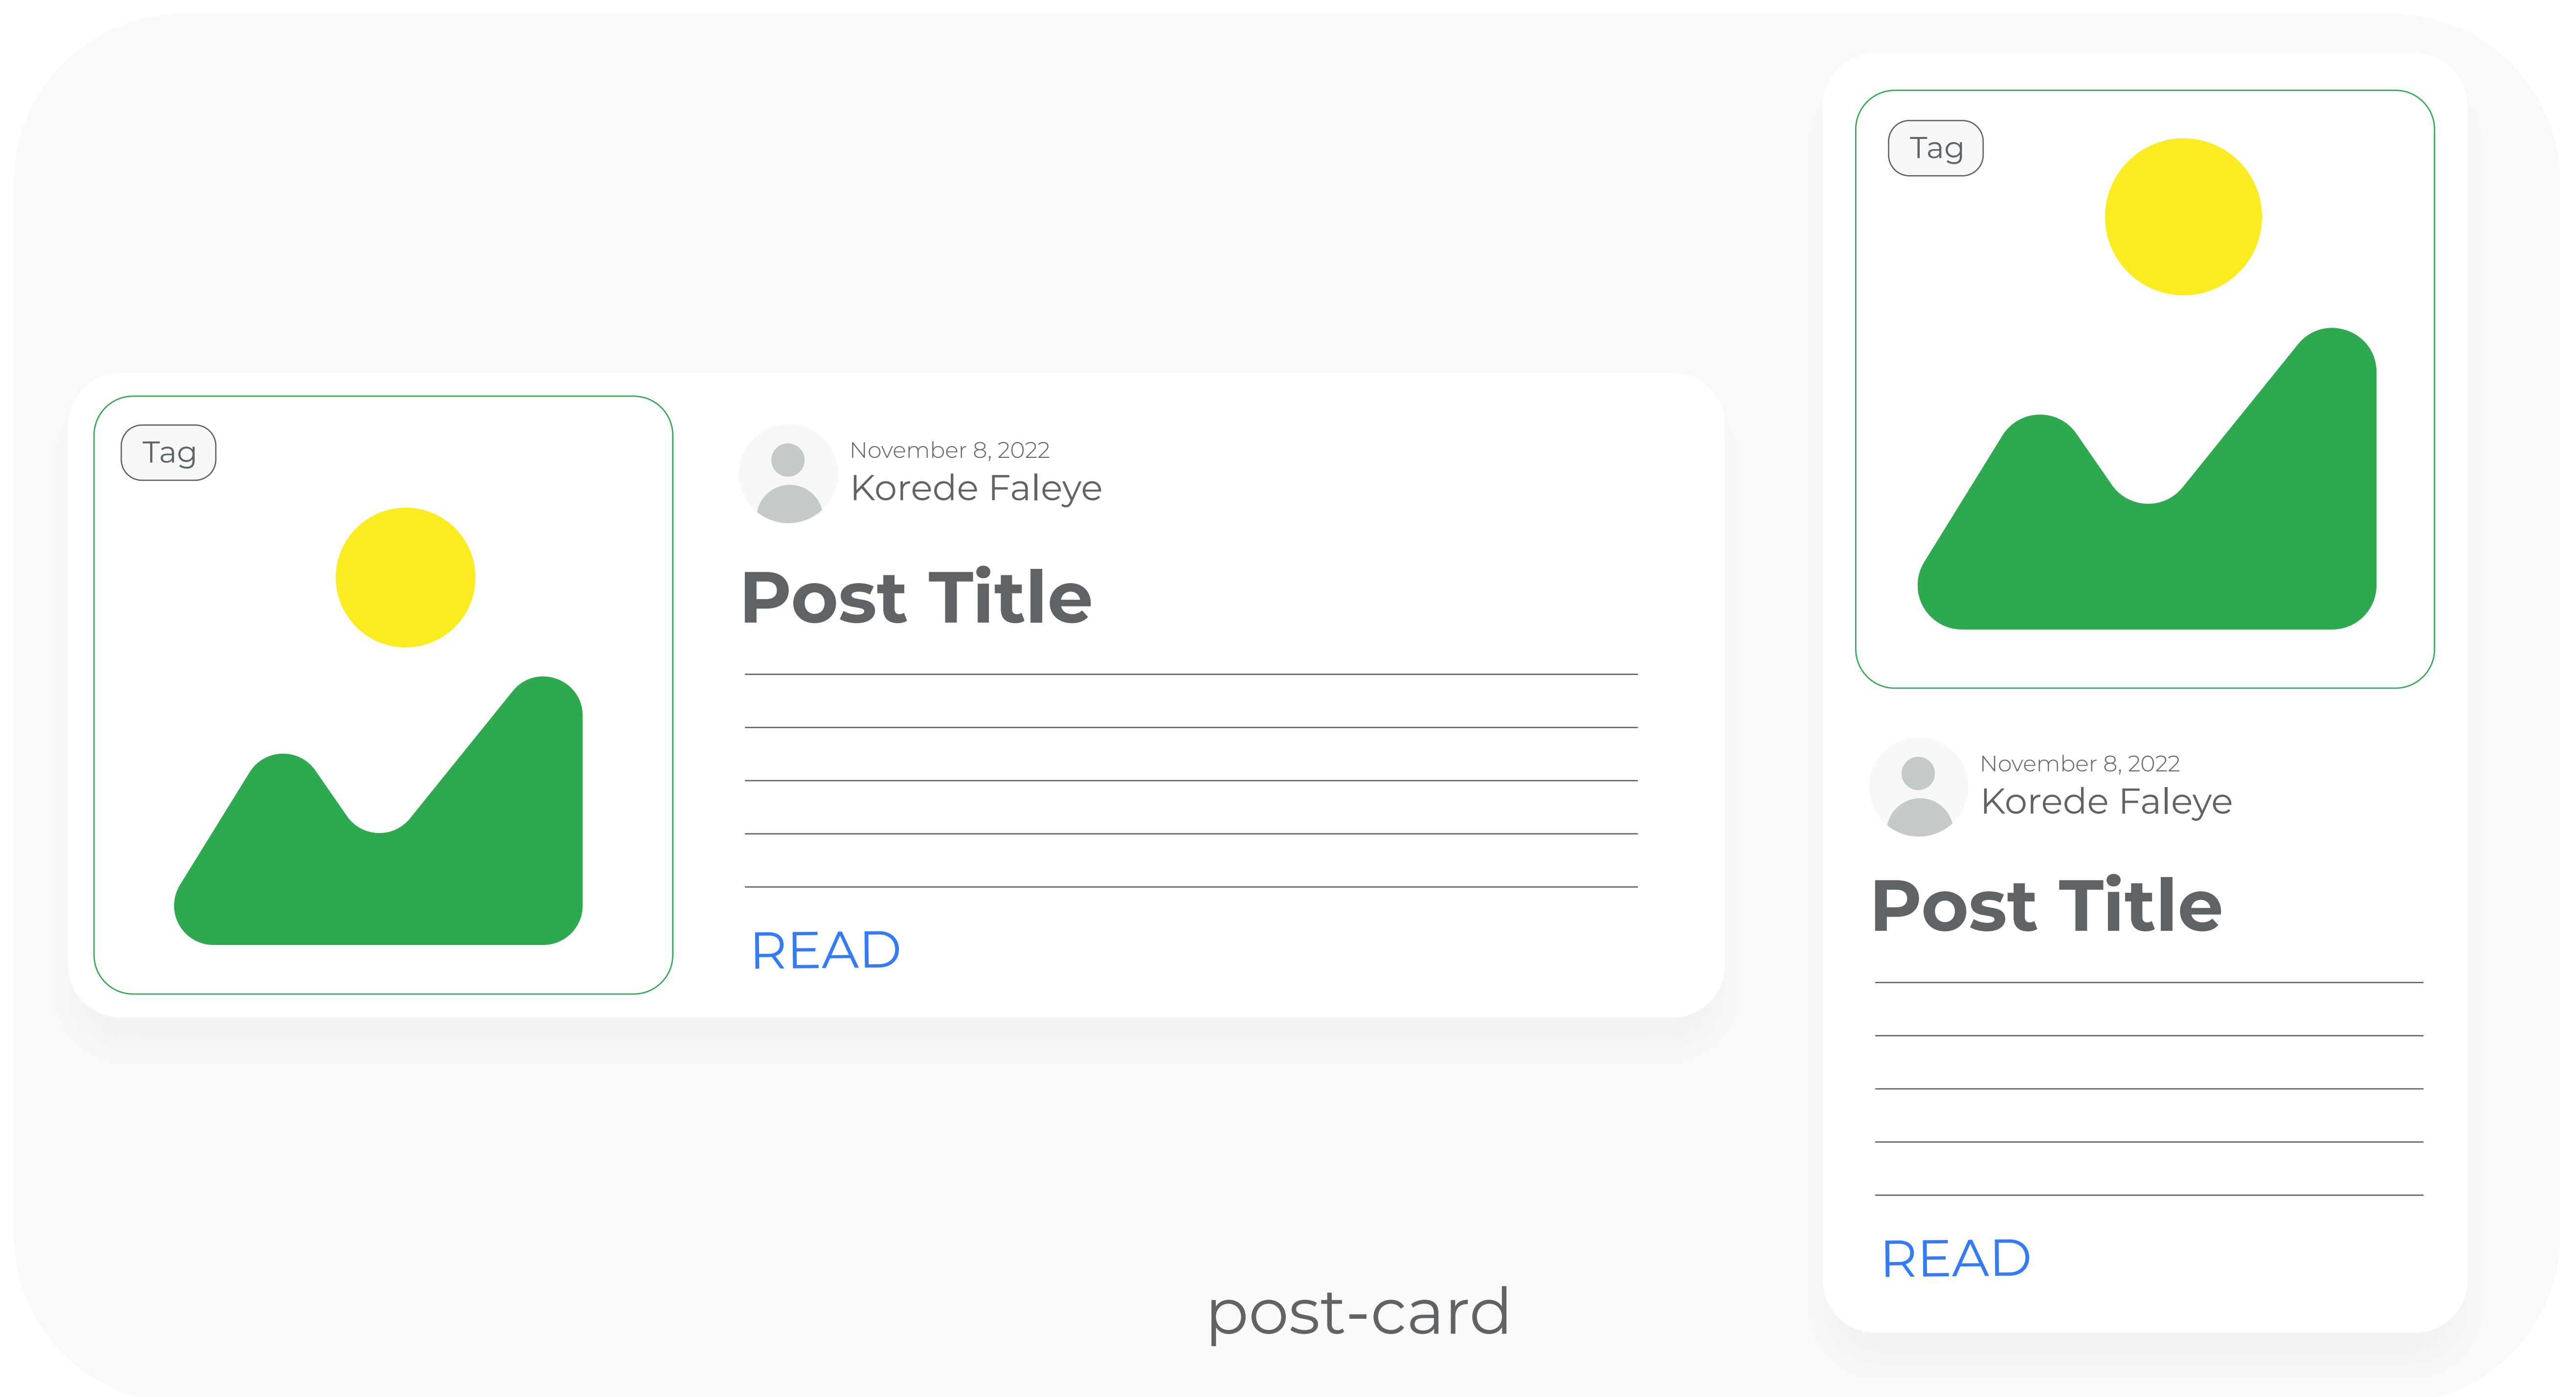 Tag
November 8, 2022
Korede Faleye
Post Title
READ
Tag
November 8, 2022
Korede Faleye
Post Title
READ
post-card